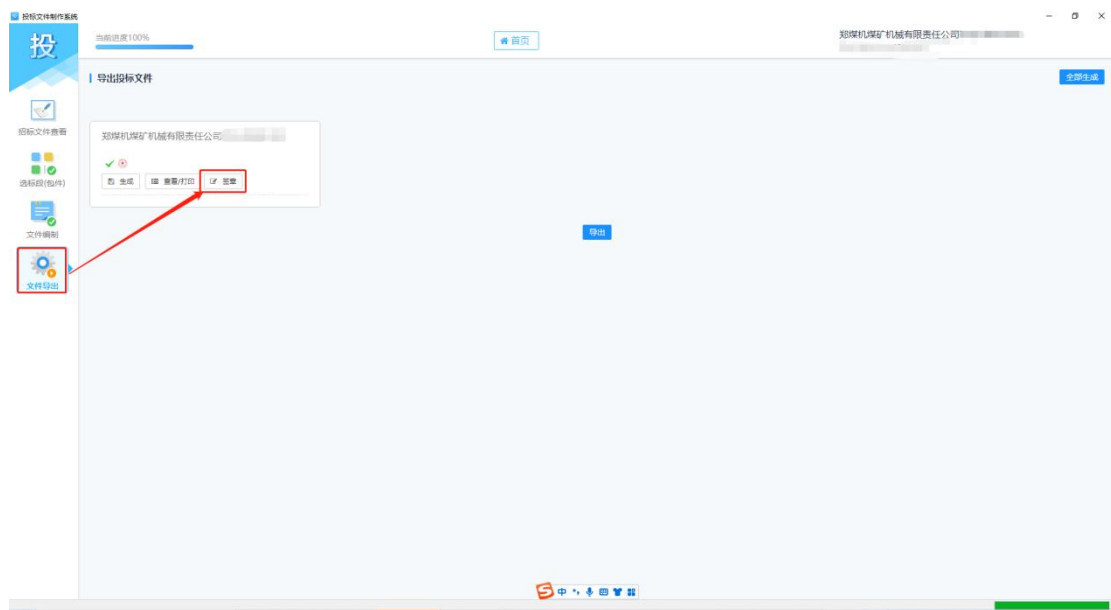 投标文件制作系统
投
当前进度100%
首页
郑煤机煤矿机械有限责任公司
导出投标文件
全部生成
招标文件查看
选标段(包件)
文件编制
文件导出
郑煤机煤矿机械有限责任公司
生成
查看/打印
签章
导出
中